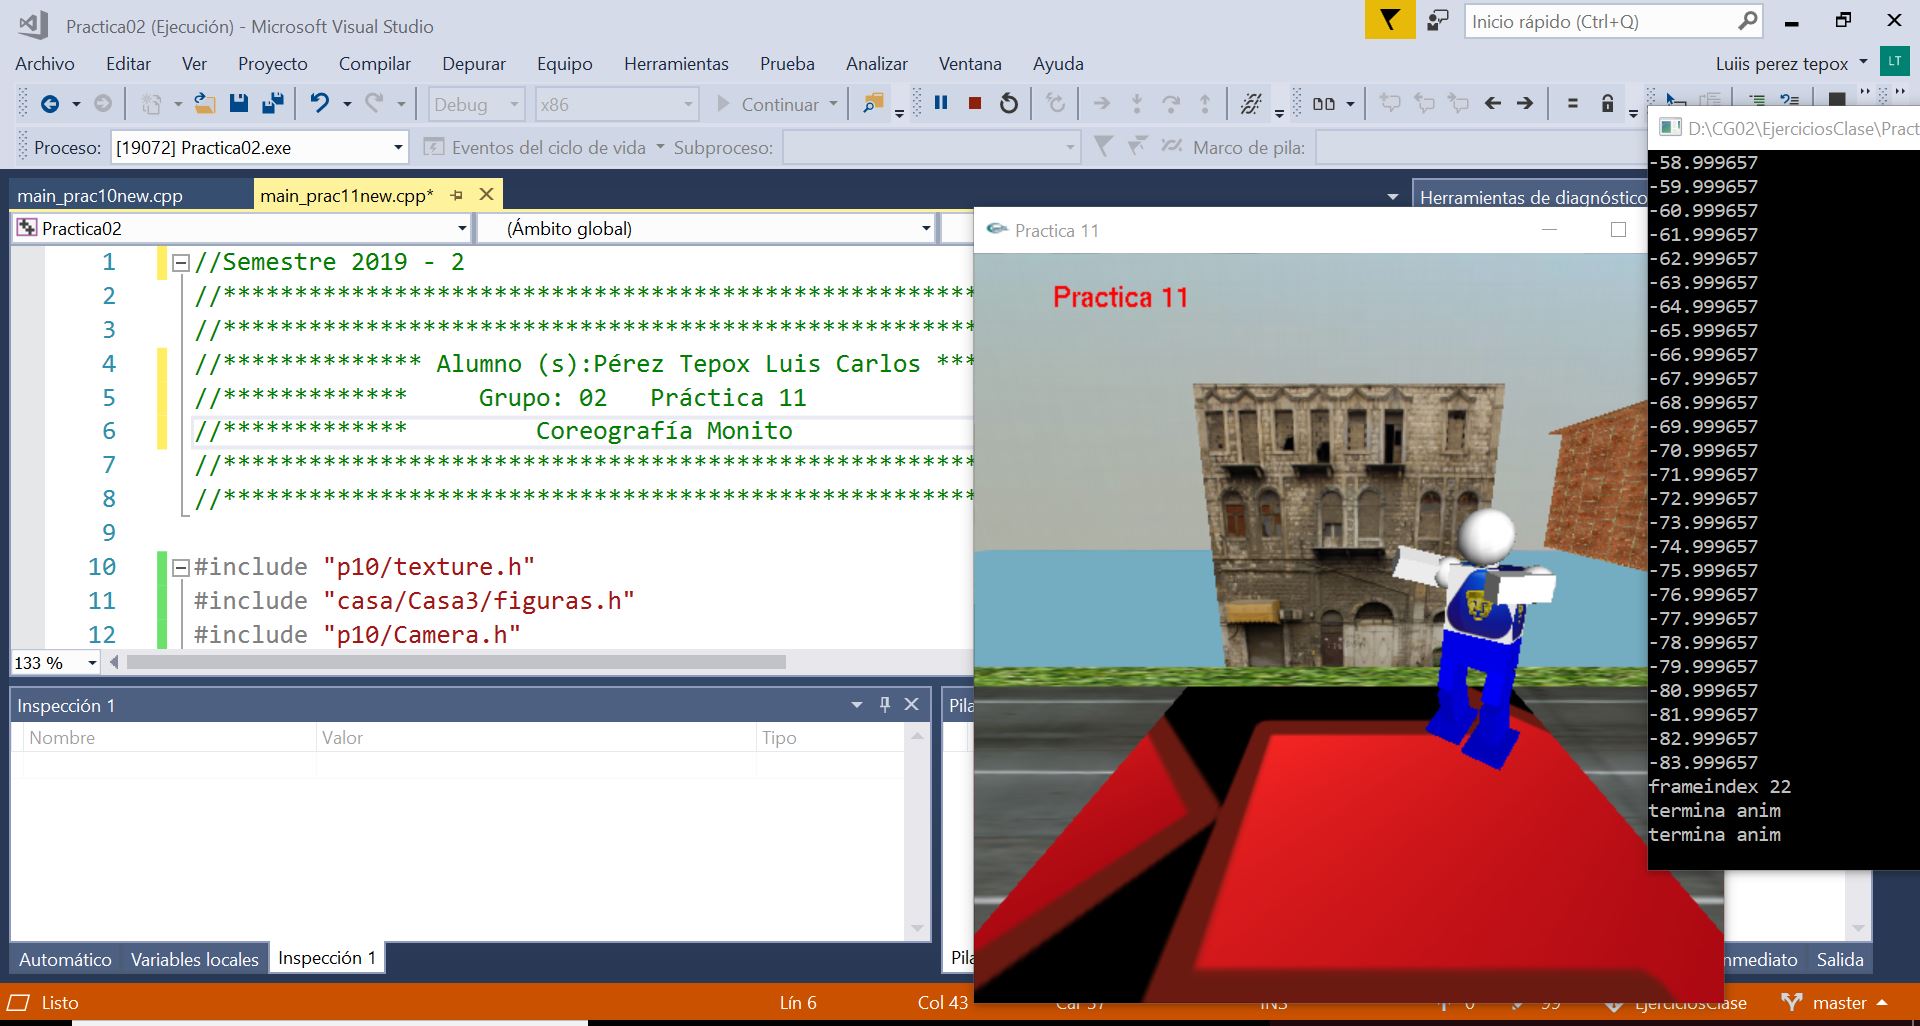 Practica02 (Ejecución) - Microsoft Visual Studio
Inicio rápido (Ctrl+Q)
Archivo Editar Ver Proyecto Compilar Depurar Equipo Herramientas Prueba Analizar Ventana Ayuda
Luiis perez tepox LT
Debug x86 Continuar
Proceso: [19072] Practica02.exe Eventos del ciclo de vida Subproceso: Marco de pila:
D:\CG02\EjerciciosClase\Pract
main_prac10new.cpp main_prac11new.cpp*
Herramientas de diagnóstico
Practica02 (Ámbito global)
1 //Semestre 2019 - 2
2 //*****************************************************
3 //*****************************************************
4 //************** Alumno (s):Pérez Tepox Luis Carlos ***
5 //************* Grupo: 02 Práctica 11
6 //************* Coreografía Monito
7 //*****************************************************
8 //*****************************************************
9
10 #include "p10/texture.h"
11 #include "casa/Casa3/figuras.h"
12 #include "p10/Camera.h"
133 %
Inspección 1
Nombre Valor Tipo
Automático Variables locales Inspección 1
Pila
Pila
Practica 11
Practica 11
-58.999657
-59.999657
-60.999657
-61.999657
-62.999657
-63.999657
-64.999657
-65.999657
-66.999657
-67.999657
-68.999657
-69.999657
-70.999657
-71.999657
-72.999657
-73.999657
-74.999657
-75.999657
-76.999657
-77.999657
-78.999657
-79.999657
-80.999657
-81.999657
-82.999657
-83.999657
frameindex 22
termina anim
termina anim
nmediato Salida
Listo Lín 6 Col 43 Car 37 INS 0 99 EjerciciosClase master